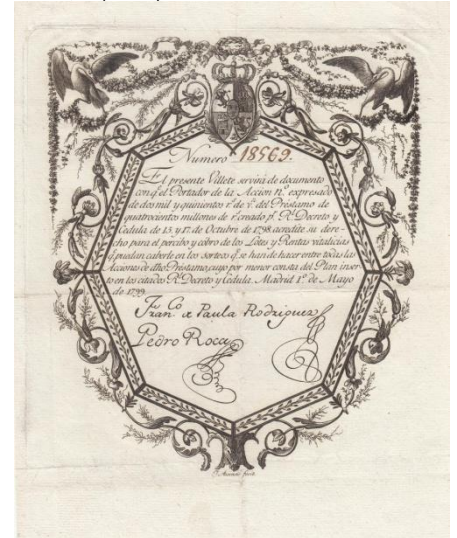 Numero 18569.
El presente Villete servirá de documento
con q.e el Portador de la Accion n.o expresado
de dos mil y quinientos r.s de v.n del Préstamo de
quatrocientos millones de r.s creado p.r R.l Decreto y
Cedula de 15. y 17. de Octubre de 1798. acredite su dere-
cho para el percibo y cobro de los Lotes y Rentas vitalicias
q.e puedan caberle en los sorteos q.e se han de hacer entre todas las
Acciones de dho Prestamo, cuyo por menor consta del Plan inser-
to en los citados R.l Decreto y Cedula. Madrid 1.o de Mayo
de 1799.
Fran.co de Paula Rodriguez
Pedro Roca